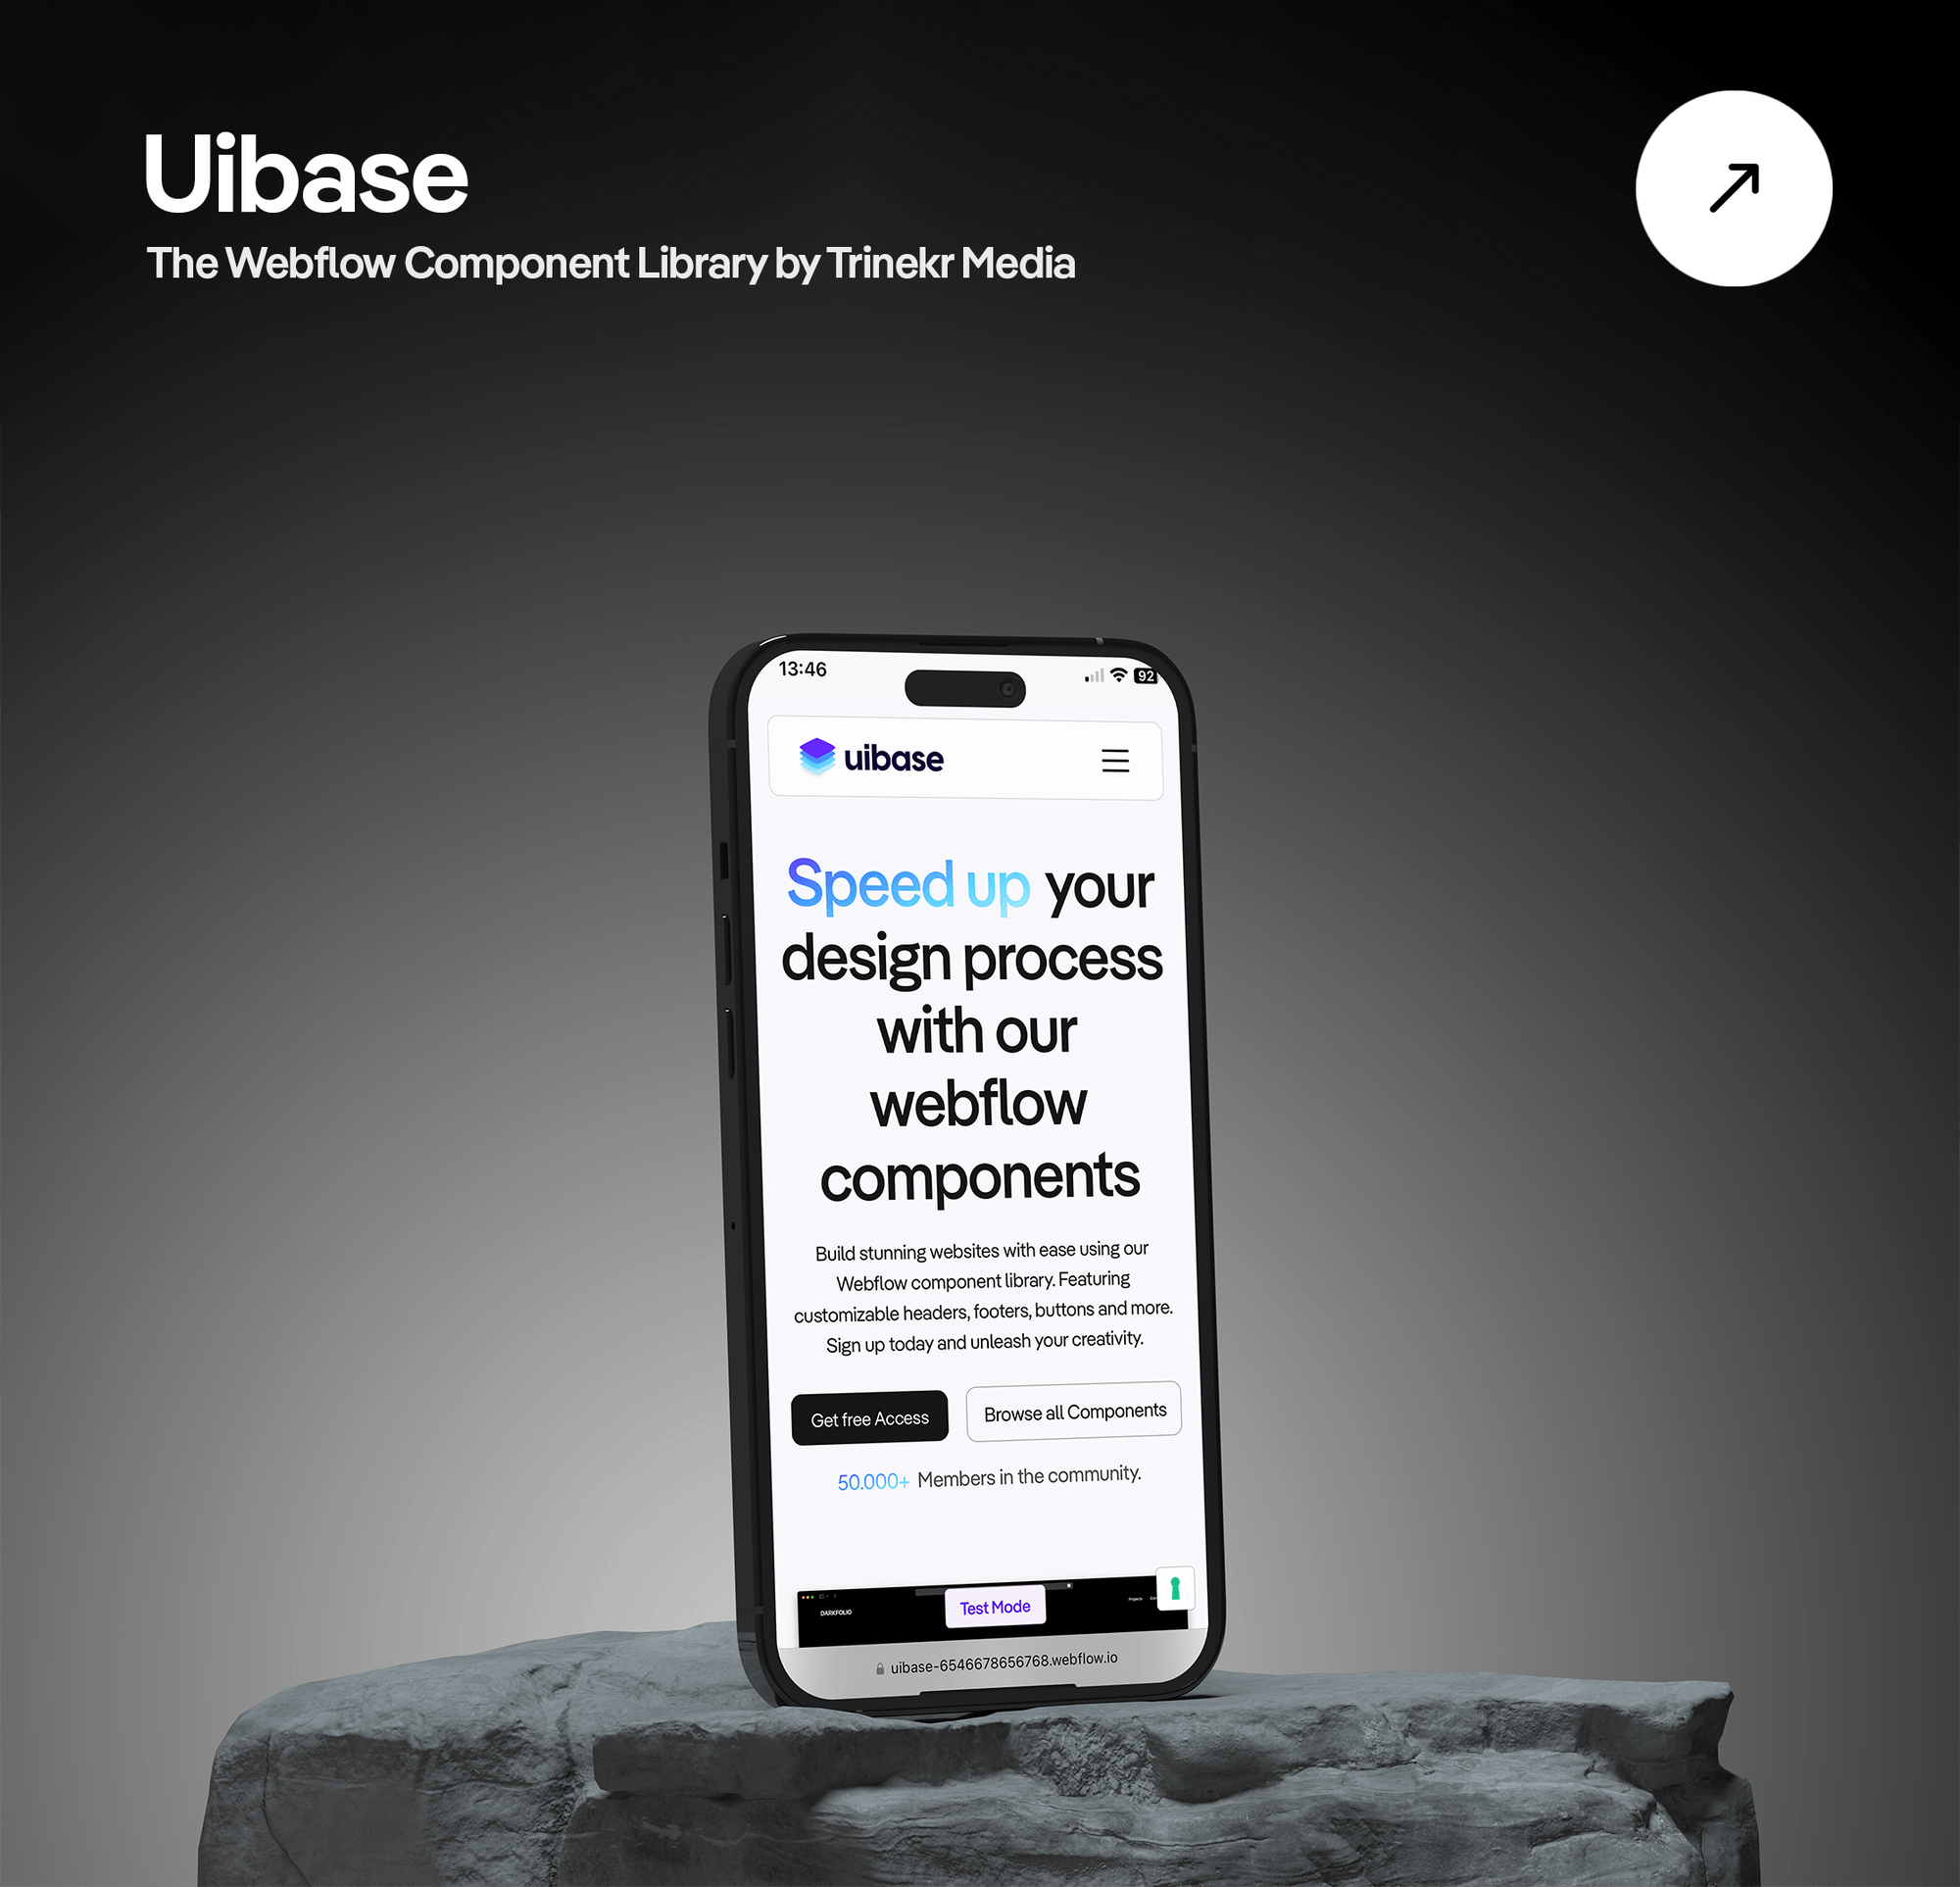 Uibase
The Webflow Component Library by Trinekr Media
13:46
92
uibase
Speed up your
design process
with our
webflow
components
Build stunning websites with ease using our
Webflow component library. Featuring
customizable headers, footers, buttons and more.
Sign up today and unleash your creativity.
Get free Access
Browse all Components
50.000+ Members in the community.
DARKFOLIO
Projects
Test Mode
uibase-6546678656768.webflow.io